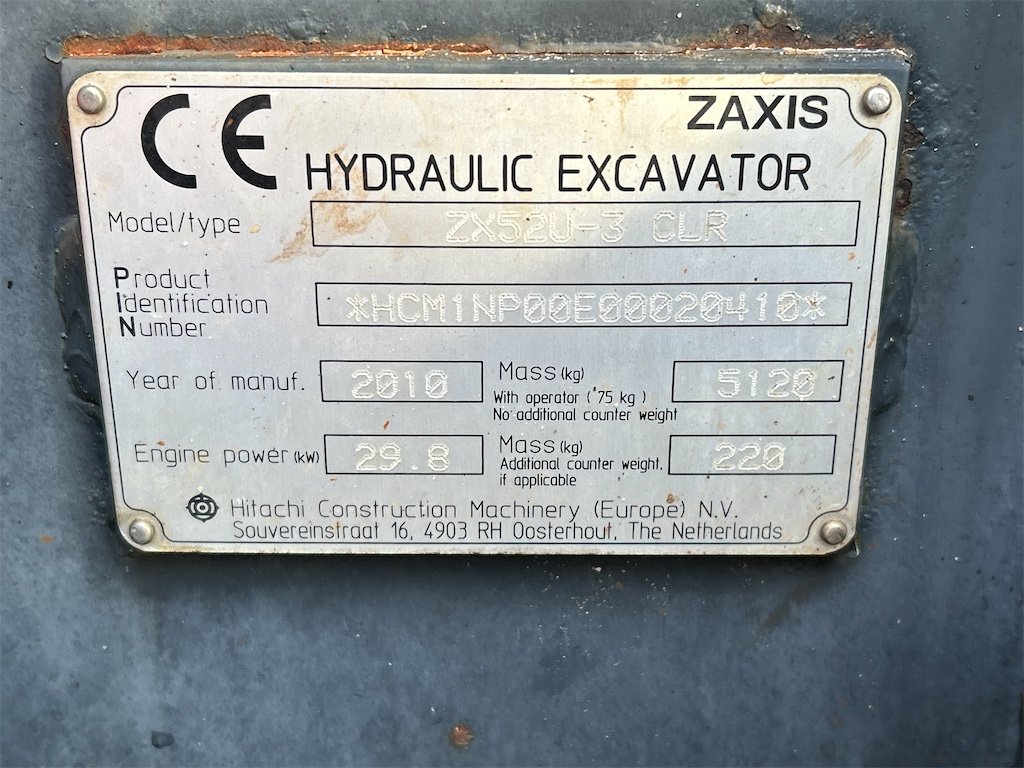 CE ZAXIS
HYDRAULIC EXCAVATOR
Model/type ZX52U-3 CLR
Product
Identification
Number *HCM1NP00E00020410*
Year of manuf. 2010 Mass (kg) 5120
With operator (*75 kg )
No additional counter weight
Engine power (kW) 29.8 Mass (kg) 220
Additional counter weight,
if applicable
Hitachi Construction Machinery (Europe) N.V.
Souvereinstraat 16, 4903 RH Oosterhout, The Netherlands